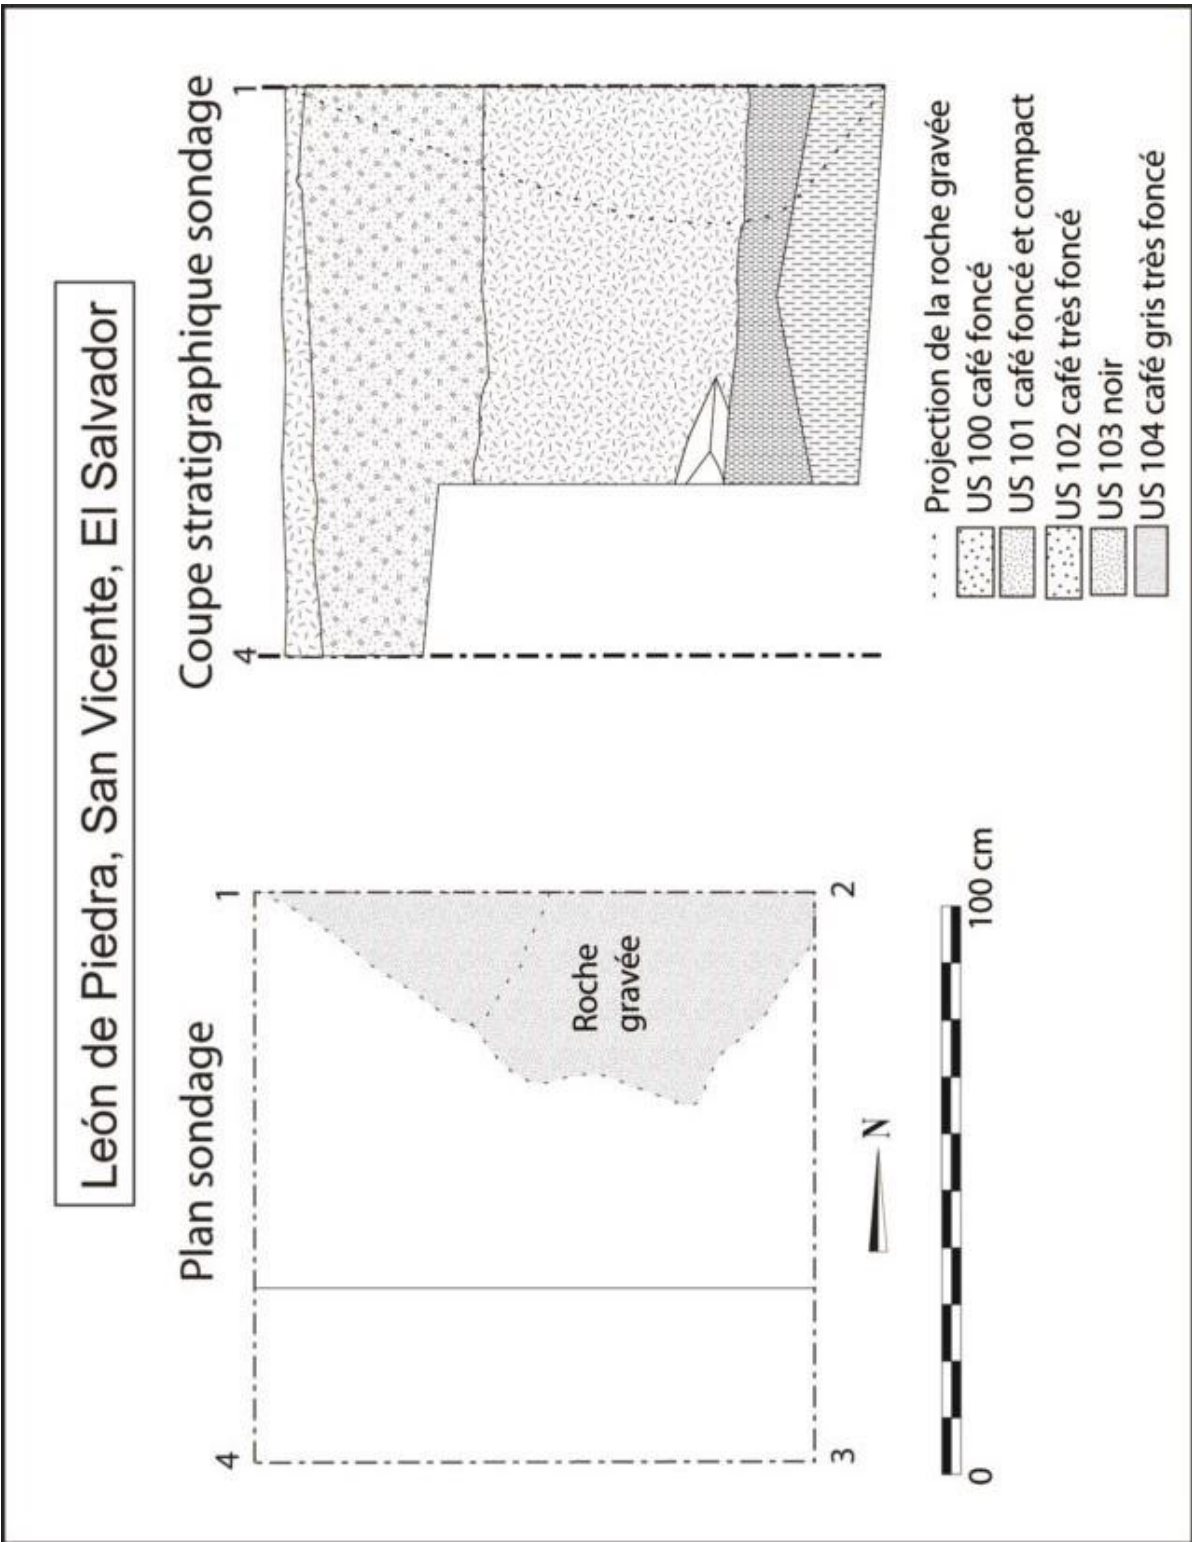 León de Piedra, San Vicente, El Salvador
Plan sondage
4
1
Roche
gravée
3
2
N
0
100 cm
Coupe stratigraphique sondage
4
1
Projection de la roche gravée
US 100 café foncé
US 101 café foncé et compact
US 102 café très foncé
US 103 noir
US 104 café gris très foncé